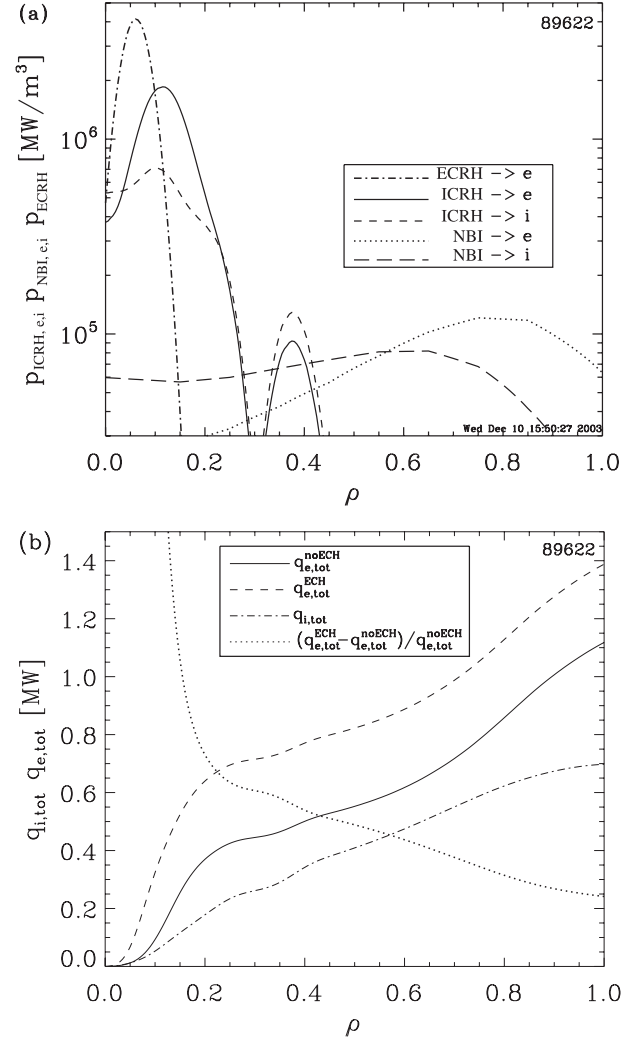 (a)
89622
p_ICRH, e,i p_NBI, e,i p_ECRH [MW/m^3]
10^6
10^5
ECRH −> e
ICRH −> e
ICRH −> i
NBI −> e
NBI −> i
Wed Dec 10 15:50:27 2003
0.0 0.2 0.4 0.6 0.8 1.0
ρ
(b)
89622
q_i,tot q_e,tot [MW]
1.4
1.2
1.0
0.8
0.6
0.4
0.2
0.0
q_e,tot^noECH
q_e,tot^ECH
q_i,tot
(q_e,tot^ECH−q_e,tot^noECH)/q_e,tot^noECH
0.0 0.2 0.4 0.6 0.8 1.0
ρ